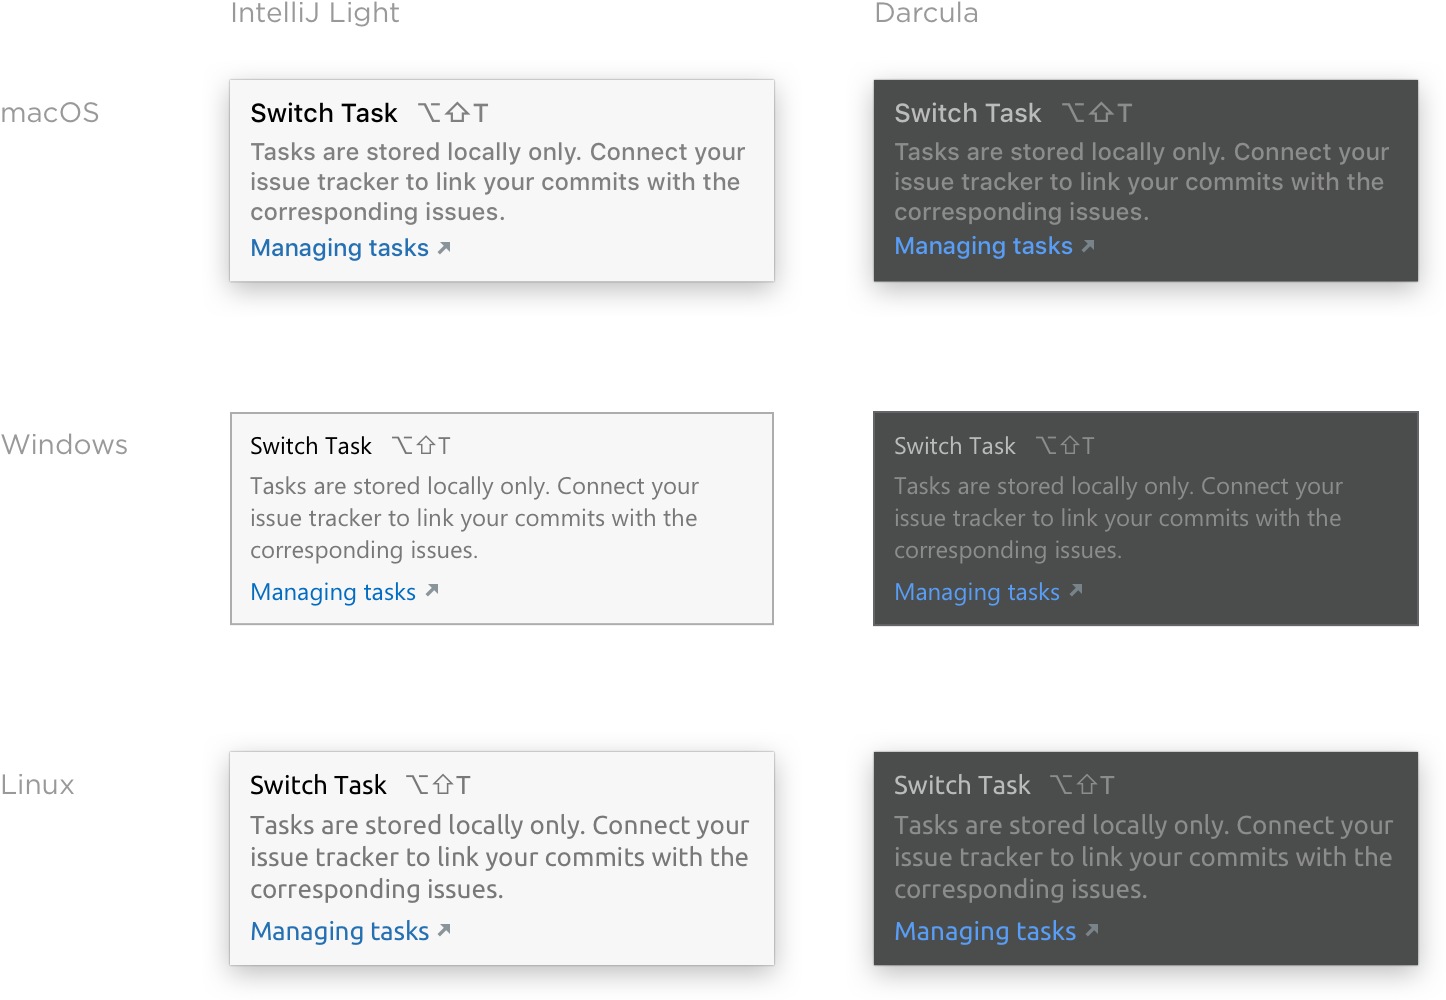 IntelliJ Light
Darcula
macOS
Switch Task ⌥⇧T
Tasks are stored locally only. Connect your
issue tracker to link your commits with the
corresponding issues.
Managing tasks ↗
Switch Task ⌥⇧T
Tasks are stored locally only. Connect your
issue tracker to link your commits with the
corresponding issues.
Managing tasks ↗
Windows
Switch Task ⌥⇧T
Tasks are stored locally only. Connect your
issue tracker to link your commits with the
corresponding issues.
Managing tasks ↗
Switch Task ⌥⇧T
Tasks are stored locally only. Connect your
issue tracker to link your commits with the
corresponding issues.
Managing tasks ↗
Linux
Switch Task ⌥⇧T
Tasks are stored locally only. Connect your
issue tracker to link your commits with the
corresponding issues.
Managing tasks ↗
Switch Task ⌥⇧T
Tasks are stored locally only. Connect your
issue tracker to link your commits with the
corresponding issues.
Managing tasks ↗